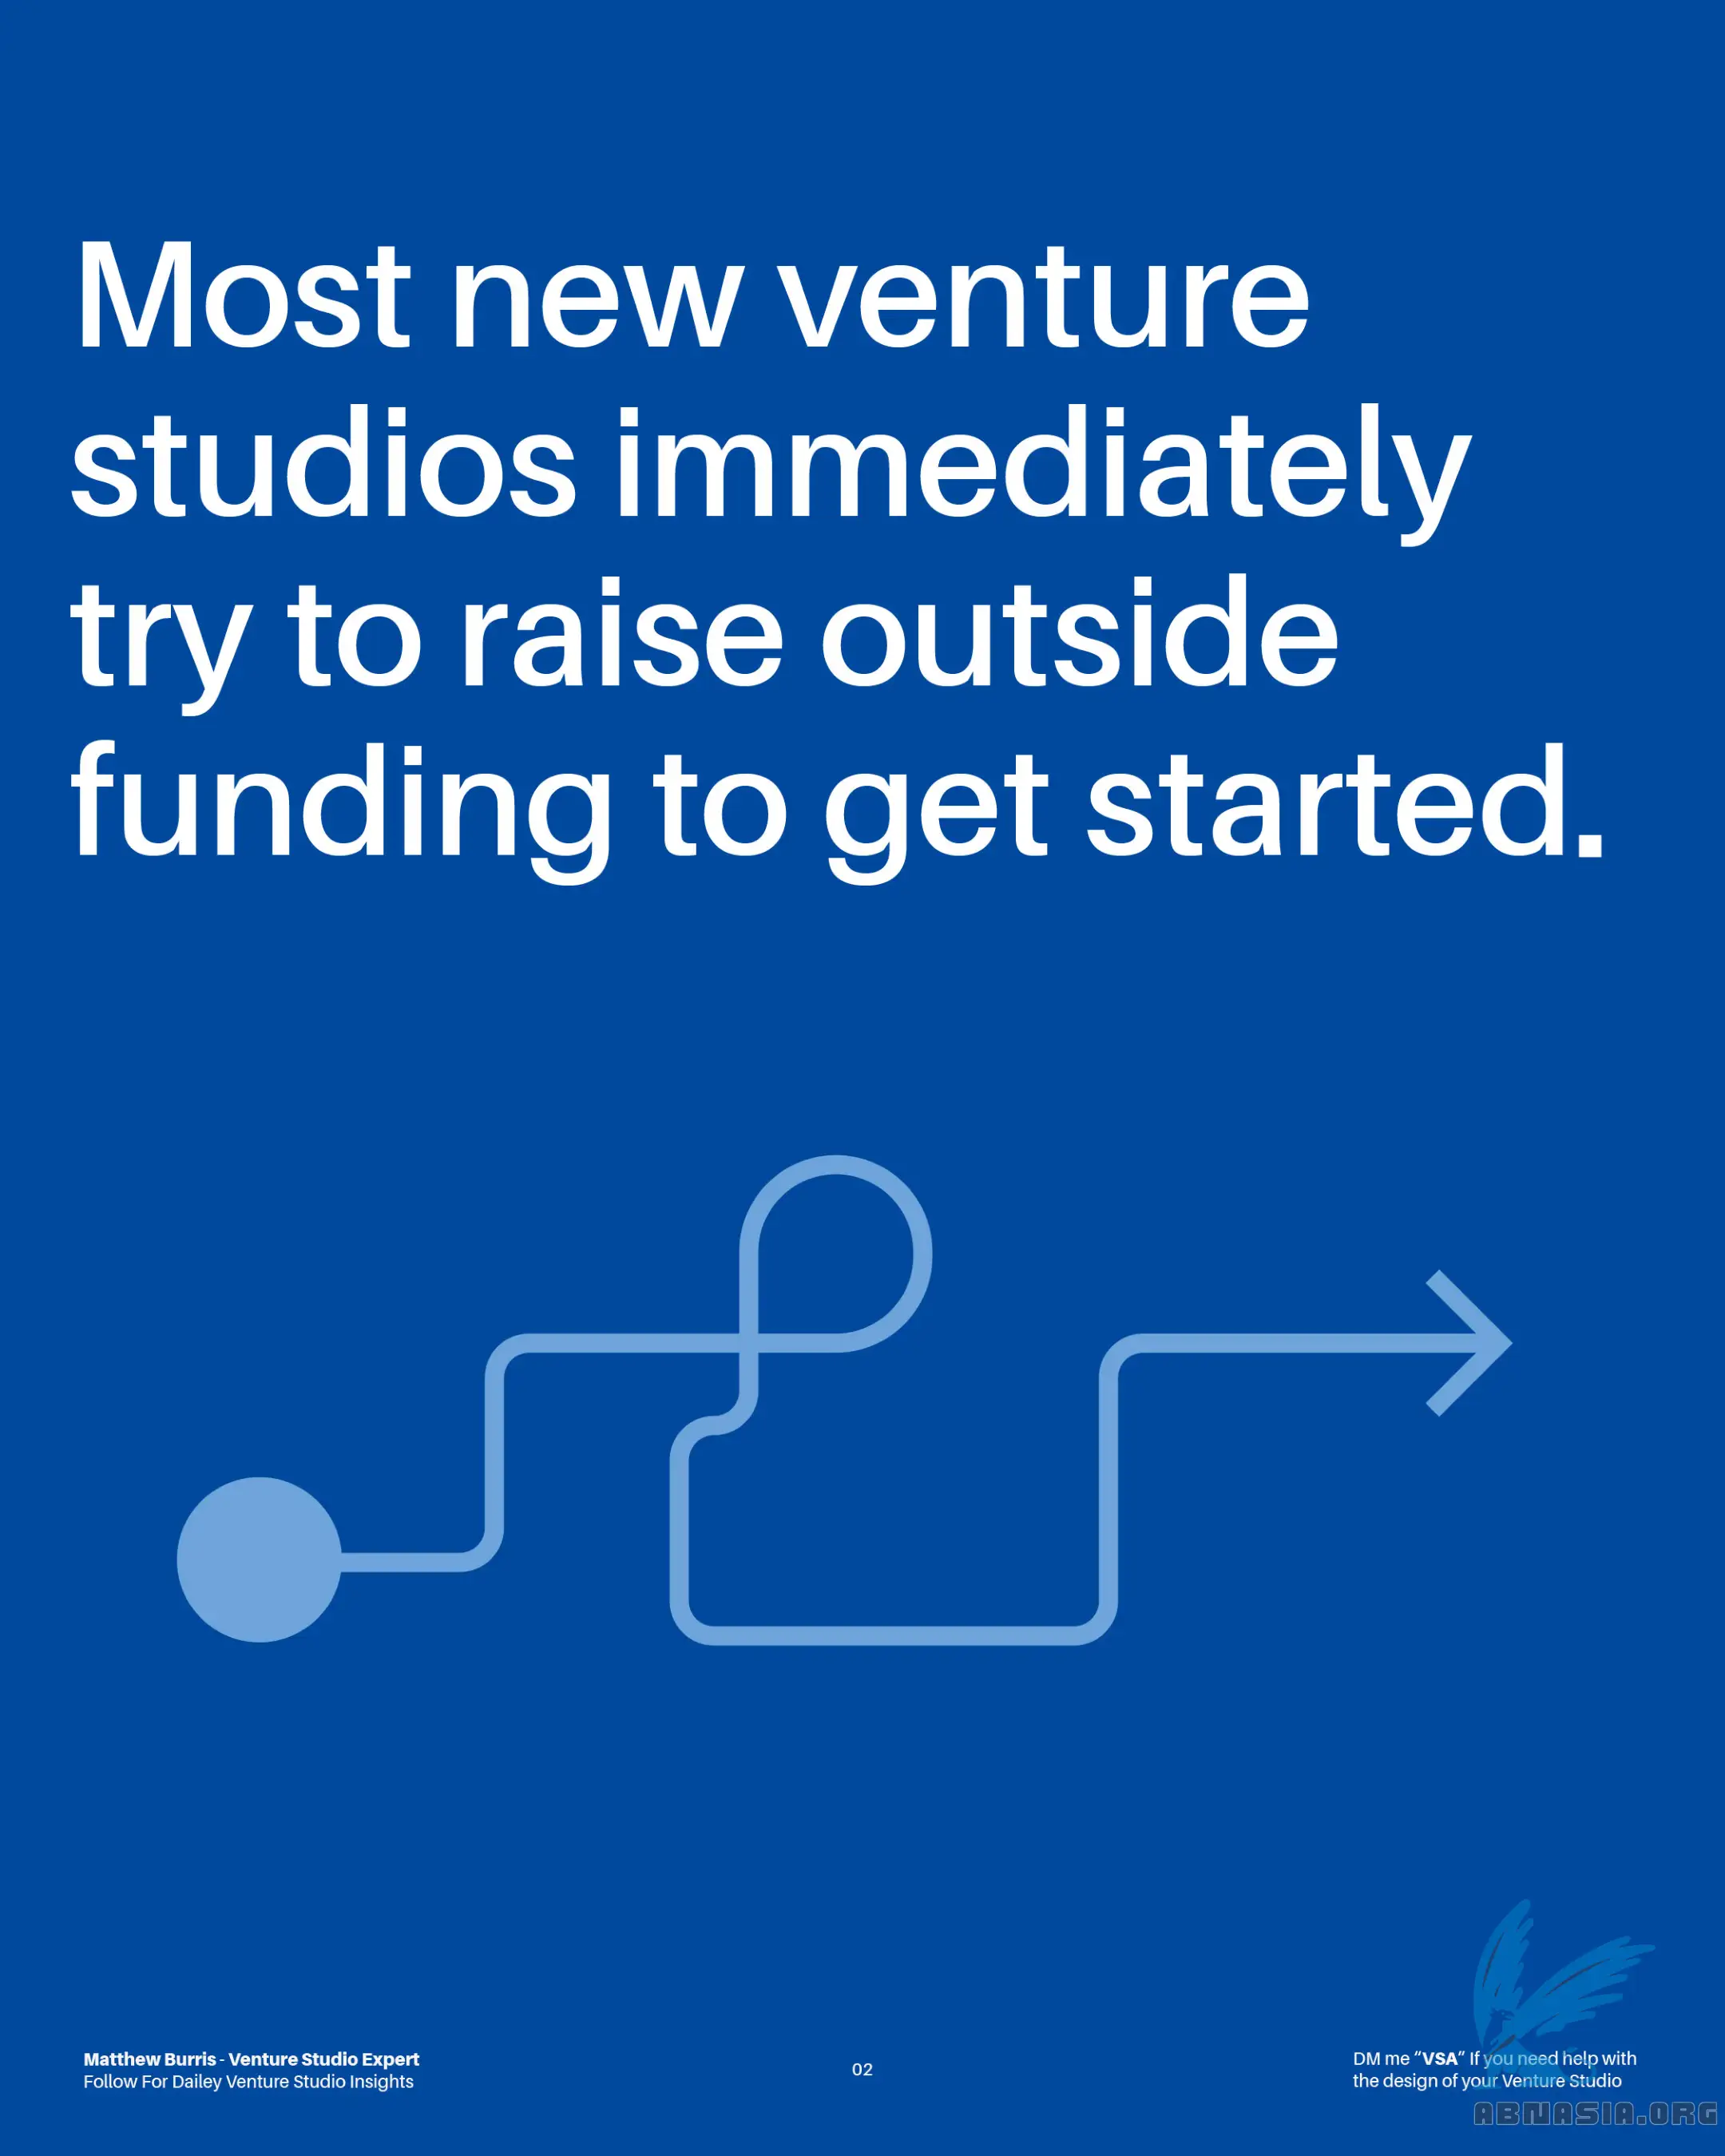 Most new venture
studios immediately
try to raise outside
funding to get started.
Matthew Burris - Venture Studio Expert
Follow For Dailey Venture Studio Insights
02
DM me “VSA” If you need help with
the design of your Venture Studio
ABMASIA.ORG